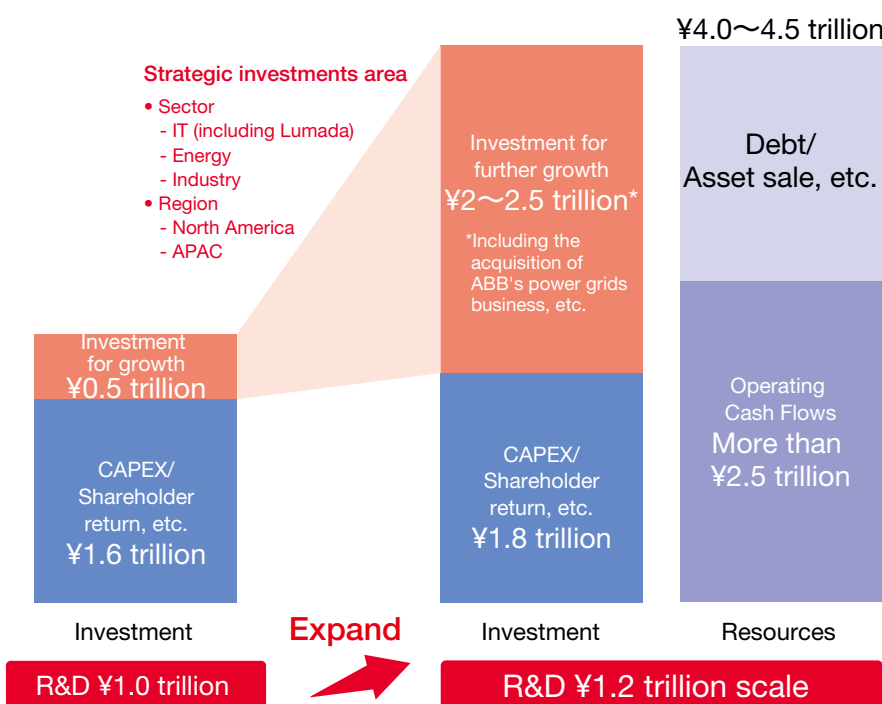 ¥4.0〜4.5 trillion
Strategic investments area
• Sector
- IT (including Lumada)
- Energy
- Industry
• Region
- North America
- APAC
Investment
for growth
¥0.5 trillion
CAPEX/
Shareholder
return, etc.
¥1.6 trillion
Investment
R&D ¥1.0 trillion
Expand
Investment for
further growth
¥2〜2.5 trillion*
*Including the
acquisition of
ABB's power grids
business, etc.
CAPEX/
Shareholder
return, etc.
¥1.8 trillion
Investment
Debt/
Asset sale, etc.
Operating
Cash Flows
More than
¥2.5 trillion
Resources
R&D ¥1.2 trillion scale